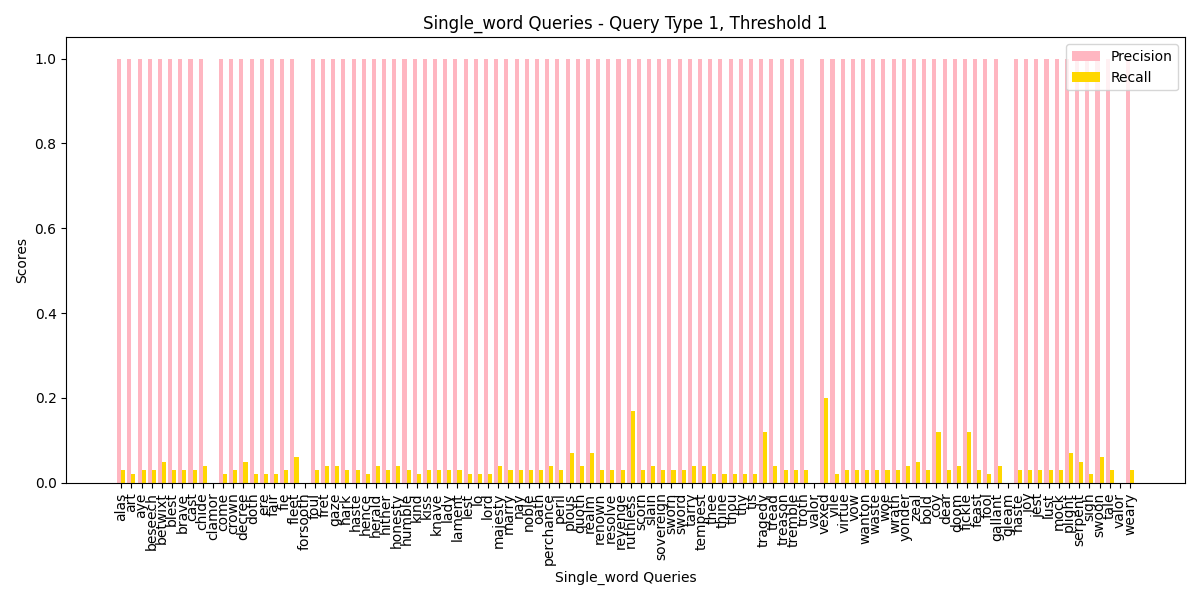 Single_word Queries - Query Type 1, Threshold 1
Precision
Recall
Scores
1.0
0.8
0.6
0.4
0.2
0.0
alas
art
aye
beseech
betwixt
blest
brave
cast
chide
clamor
come
crown
decree
doth
ere
fair
fie
fleet
forsooth
foul
fret
gaze
hark
haste
hence
herald
hither
honesty
humble
kind
kiss
knave
lady
lament
lest
lo
lord
majesty
marry
nay
noble
oath
perchance
peril
pious
quoth
realm
renown
resolve
revenge
ruthless
scorn
slain
sovereign
sworn
sword
tarry
tempest
thee
thine
thou
thy
tis
tragedy
tread
treason
tremble
troth
valor
vexed
vile
virtue
vow
wanton
waste
woe
wrath
yonder
zeal
bold
coy
dear
doom
fickle
feast
fool
gallant
gleam
haste
joy
jest
lust
mock
plight
serpent
sigh
swoon
tale
valor
weary
Single_word Queries